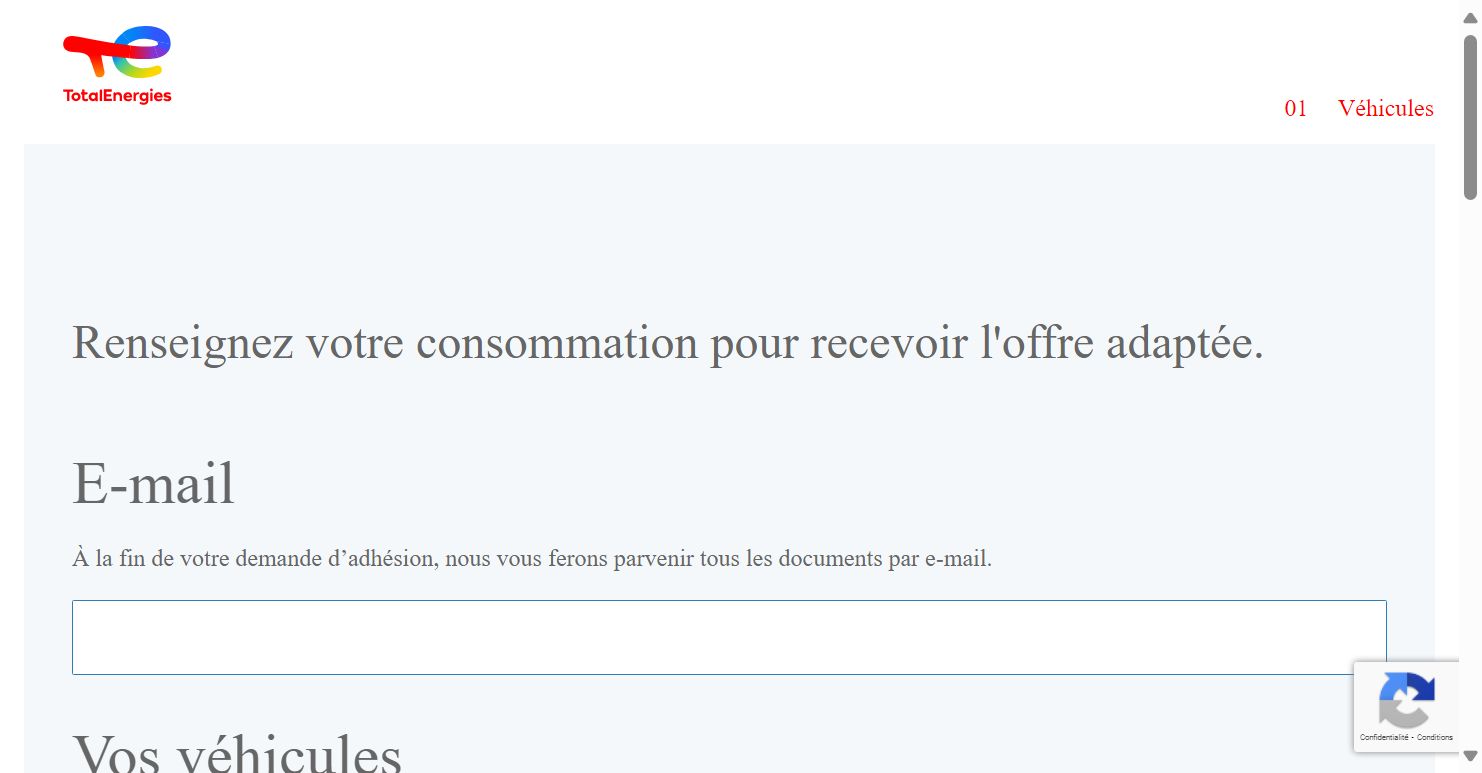 TotalEnergies
01 Véhicules
Renseignez votre consommation pour recevoir l'offre adaptée.
E-mail
À la fin de votre demande d’adhésion, nous vous ferons parvenir tous les documents par e-mail.
Confidentialité - Conditions
Vos véhicules